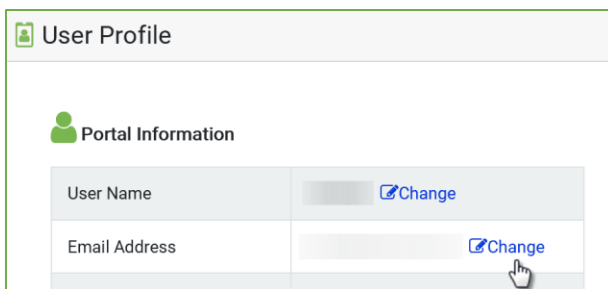 User Profile
Portal Information
User Name Change
Email Address Change